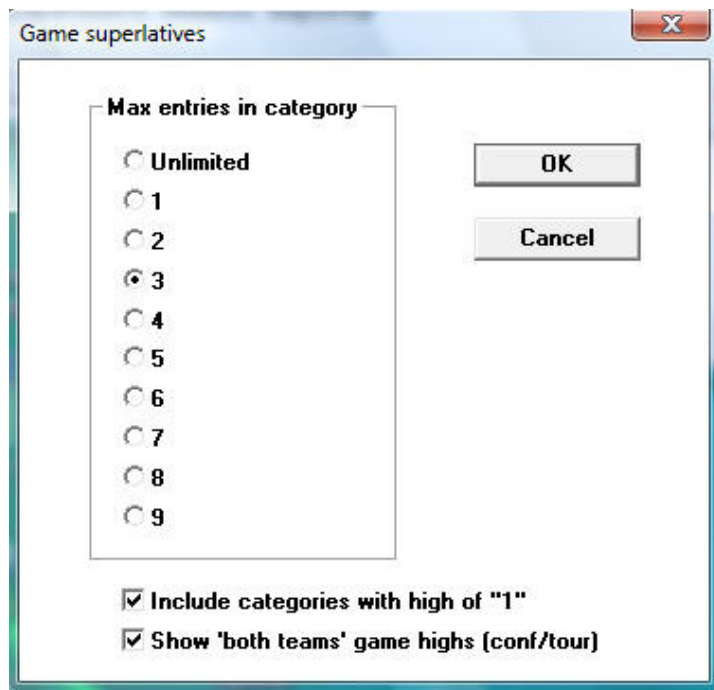 Game superlatives
Max entries in category
Unlimited
1
2
3
4
5
6
7
8
9
OK
Cancel
Include categories with high of "1"
Show 'both teams' game highs (conf/tour)